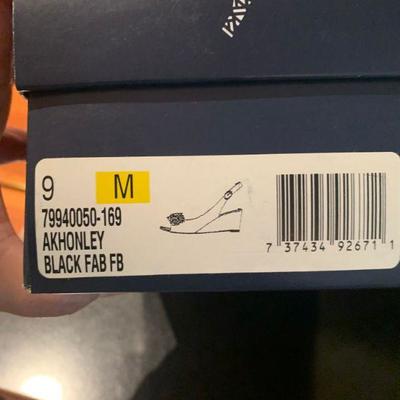 9 M
79940050-169
AKHONLEY
BLACK FAB FB
7 37434 92671 1